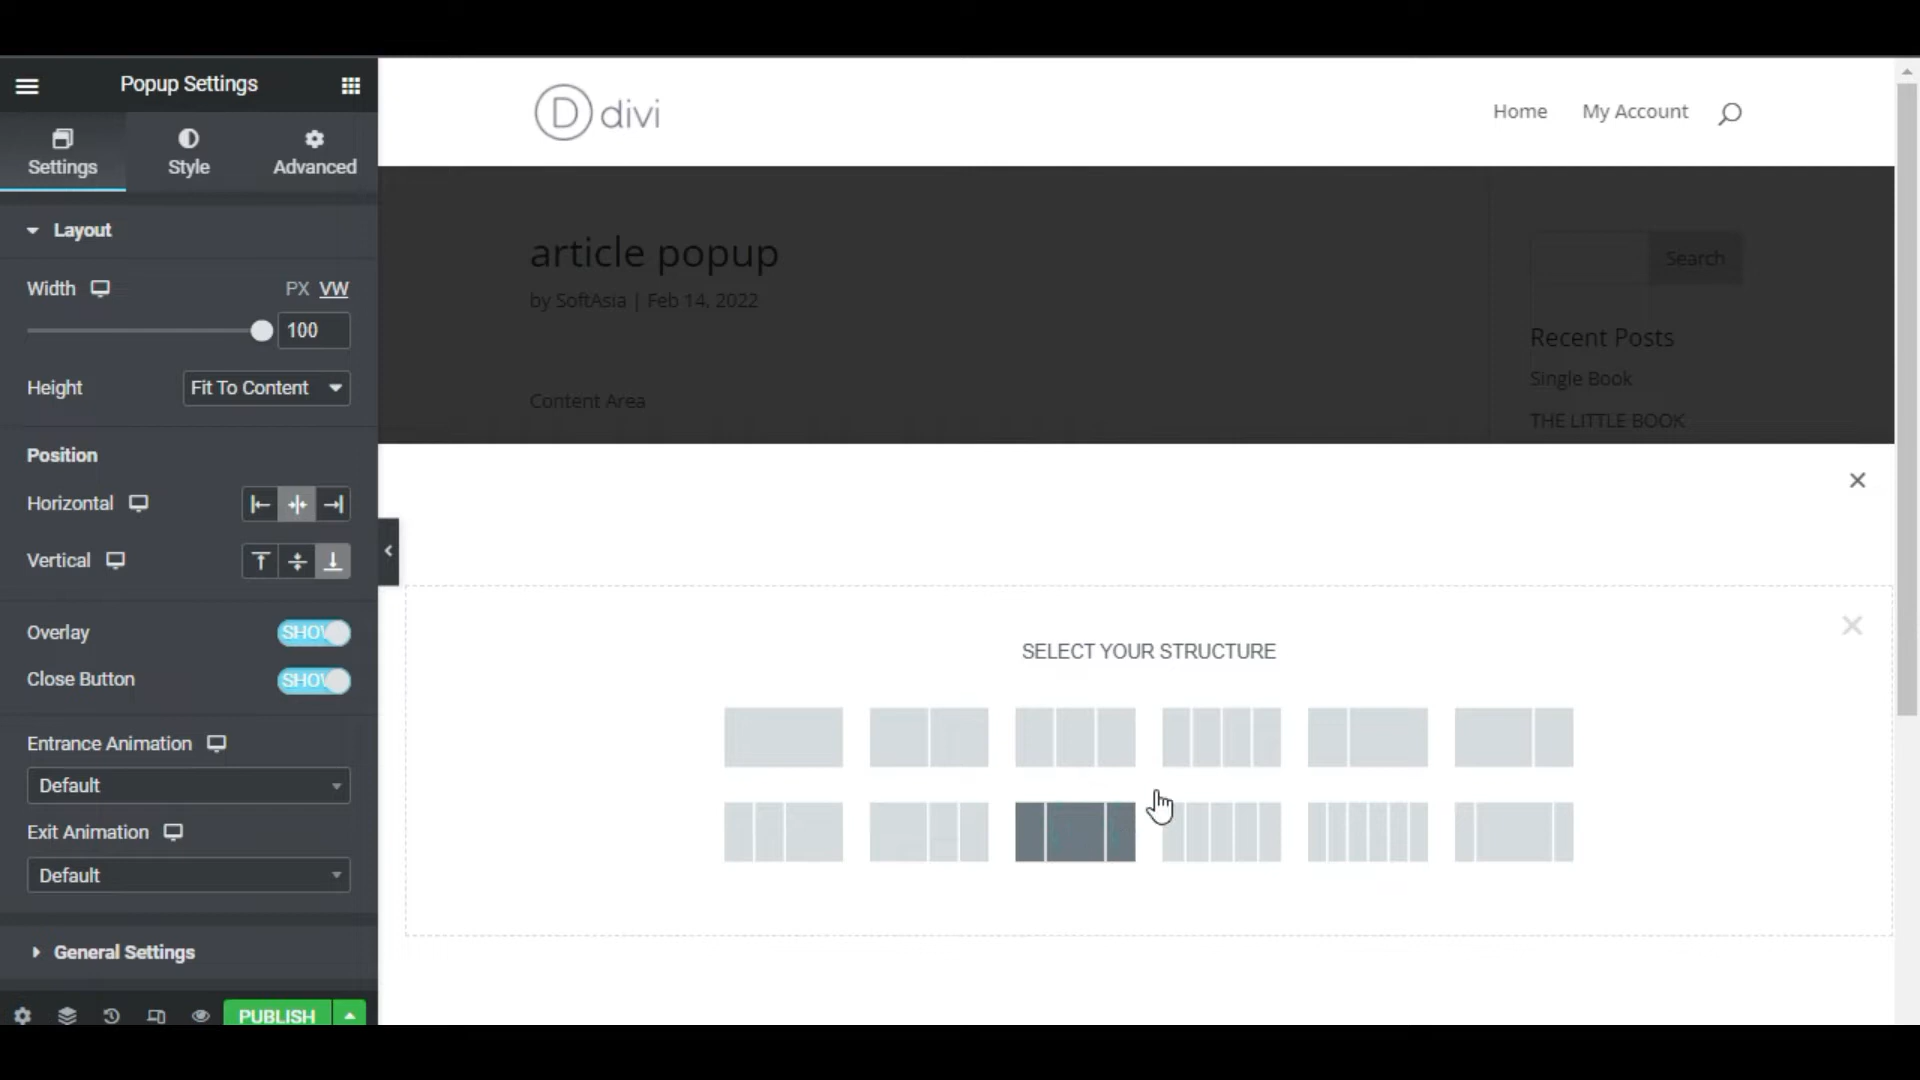 Popup Settings
Settings
Style
Advanced
Layout
Width
PX VW
100
Height
Fit To Content
Position
Horizontal
Vertical
Overlay
SHOW
Close Button
SHOW
Entrance Animation
Default
Exit Animation
Default
General Settings
PUBLISH
D divi
Home
My Account
article popup
by SoftAsia | Feb 14, 2022
Content Area
Search
Recent Posts
Single Book
THE LITTLE BOOK
SELECT YOUR STRUCTURE